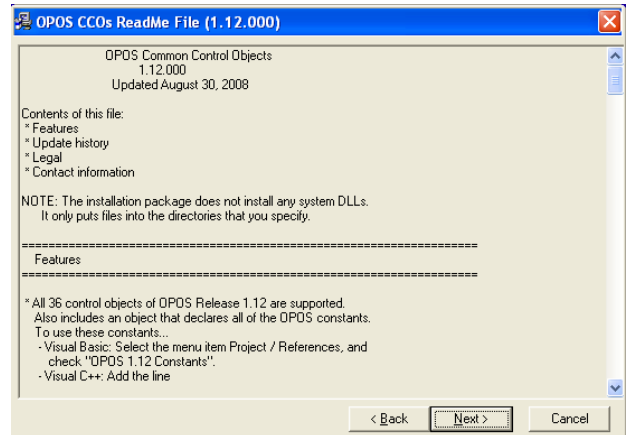 OPOS CCOs ReadMe File (1.12.000)
OPOS Common Control Objects
1.12.000
Updated August 30, 2008
Contents of this file:
* Features
* Update history
* Legal
* Contact information
NOTE: The installation package does not install any system DLLs.
It only puts files into the directories that you specify.
==================================================================
Features
==================================================================
* All 36 control objects of OPOS Release 1.12 are supported.
Also includes an object that declares all of the OPOS constants.
To use these constants...
- Visual Basic: Select the menu item Project / References, and
check "OPOS 1.12 Constants".
- Visual C++: Add the line
< Back
Next >
Cancel